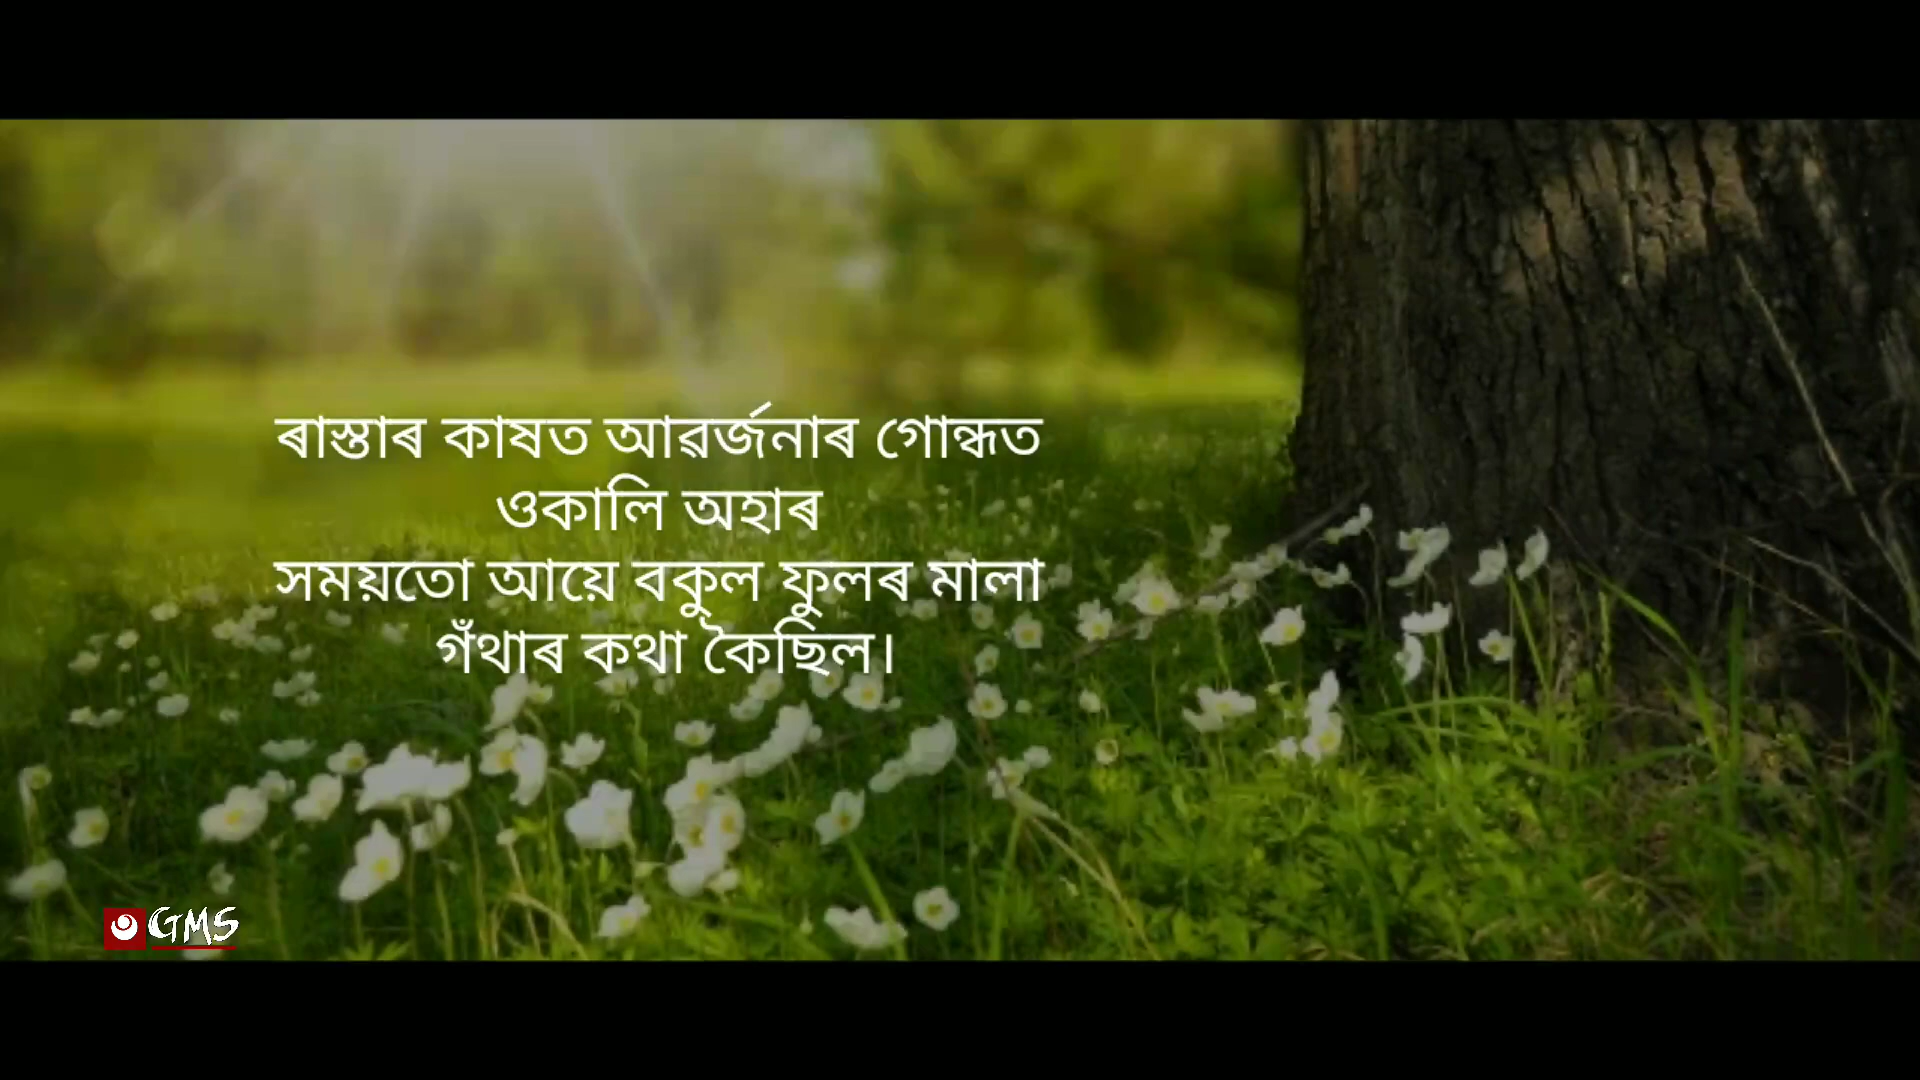 ৰাস্তাৰ কাষত আৱৰ্জনাৰ গোন্ধত
ওকালি অহাৰ
সময়তো আয়ে বকুল ফুলৰ মালা
গঁথাৰ কথা কৈছিল।
GMS